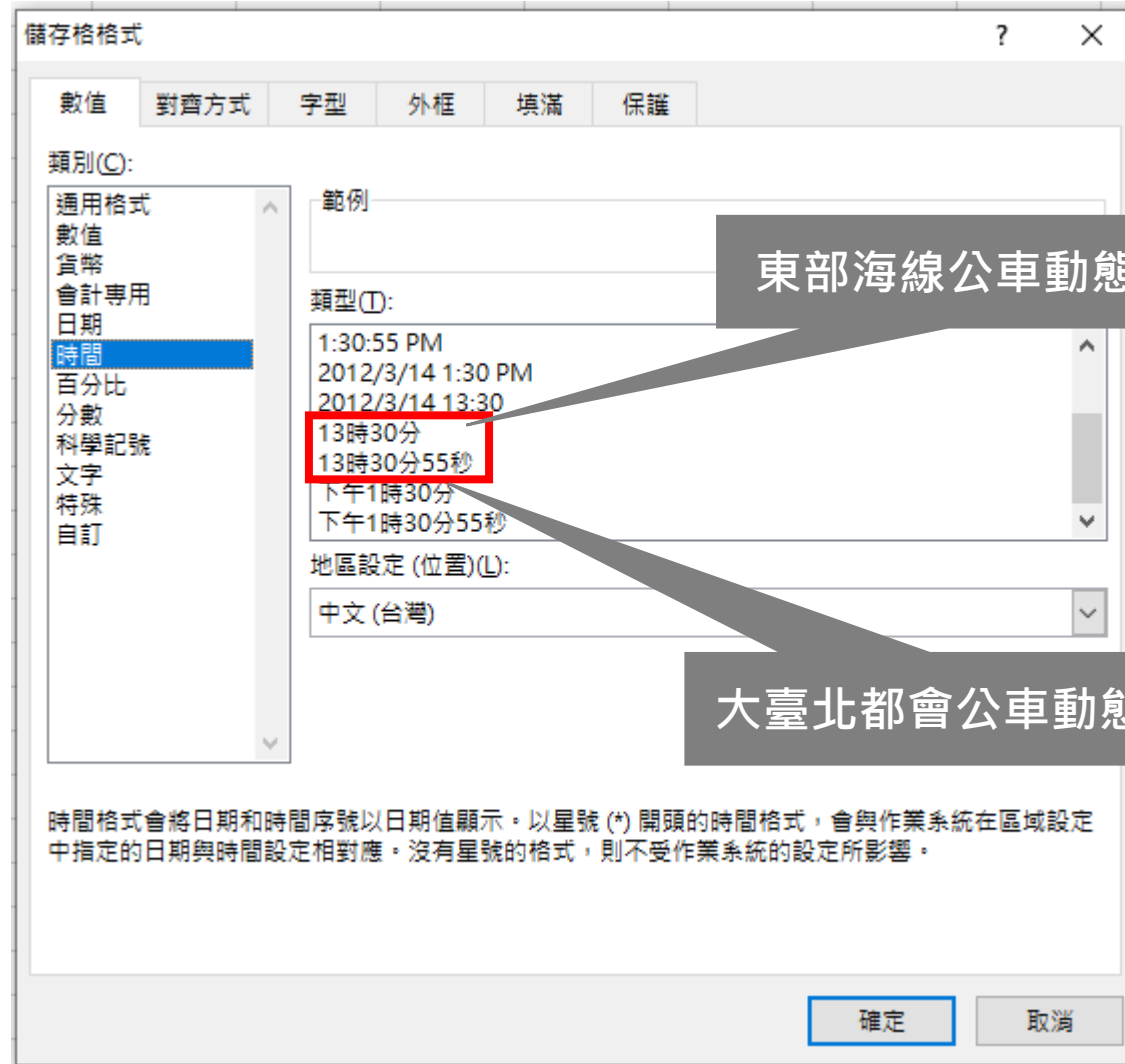 儲存格格式
數值 對齊方式 字型 外框 填滿 保護
類別(C):
通用格式
數值
貨幣
會計專用
日期
時間
百分比
分數
科學記號
文字
特殊
自訂
範例
東部海線公車動態
類型(T):
1:30:55 PM
2012/3/14 1:30 PM
2012/3/14 13:30
13時30分
13時30分55秒
下午1時30分
下午1時30分55秒
地區設定 (位置)(L):
中文 (台灣)
大臺北都會公車動態
時間格式會將日期和時間序號以日期值顯示。以星號 (*) 開頭的時間格式，會與作業系統在區域設定
中指定的日期與時間設定相對應。沒有星號的格式，則不受作業系統的設定所影響。
確定 取消